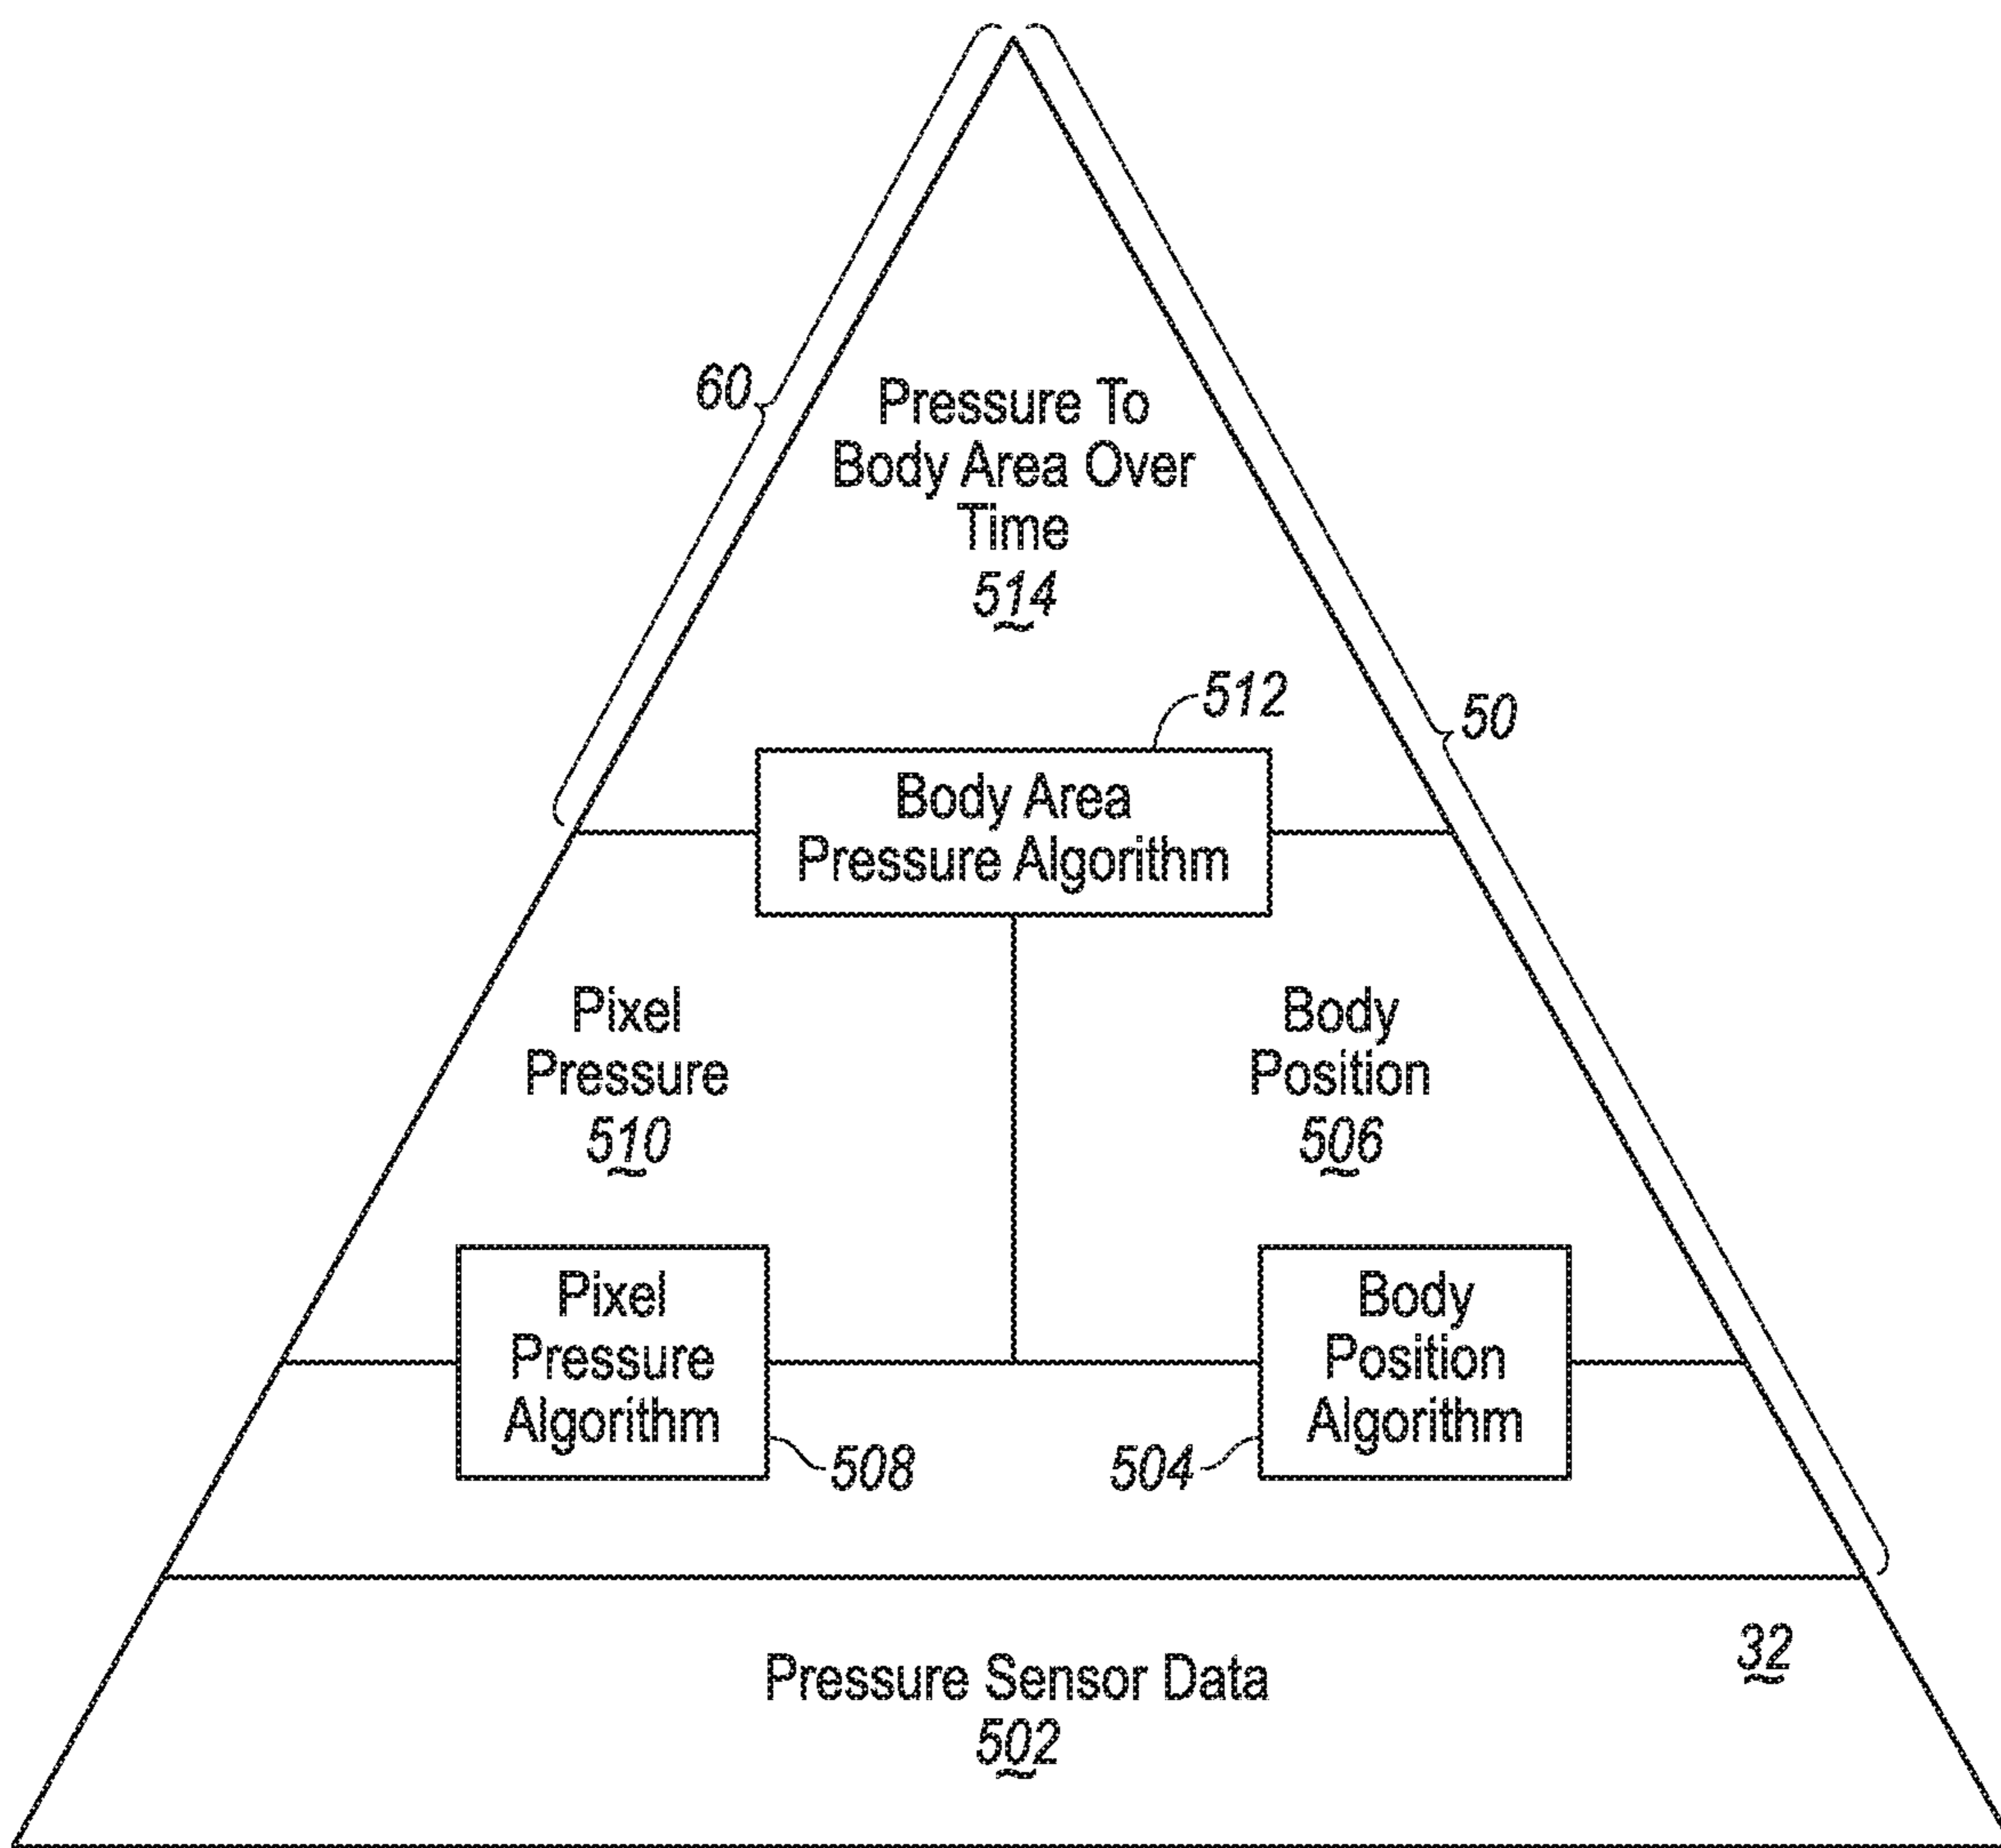 60
Pressure To
Body Area Over
Time
514
512
50
Body Area
Pressure Algorithm
Pixel
Pressure
510
Body
Position
506
Pixel
Pressure
Algorithm
508
504
Body
Position
Algorithm
32
Pressure Sensor Data
502